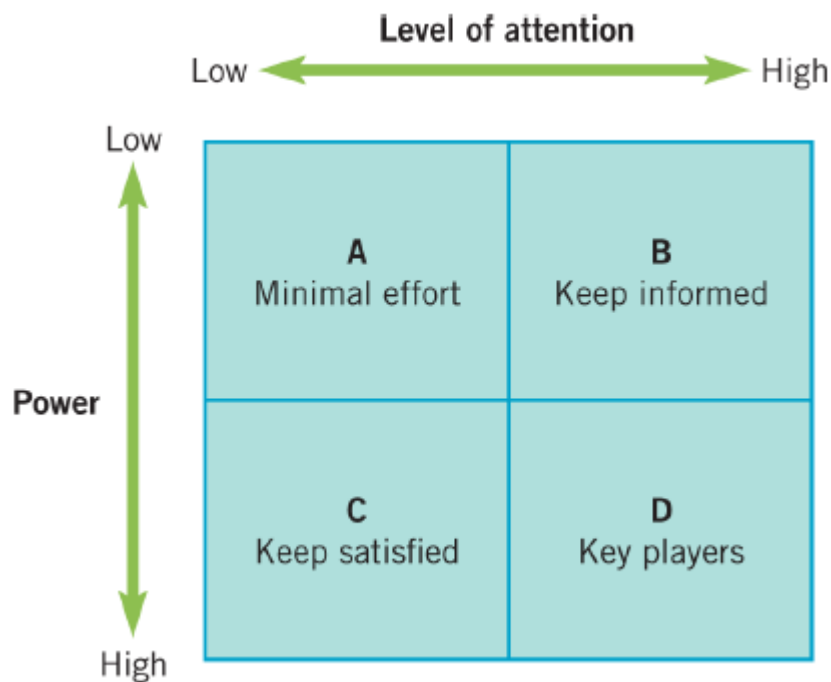 Level of attention
Low
High
Low
A
Minimal effort
B
Keep informed
Power
C
Keep satisfied
D
Key players
High